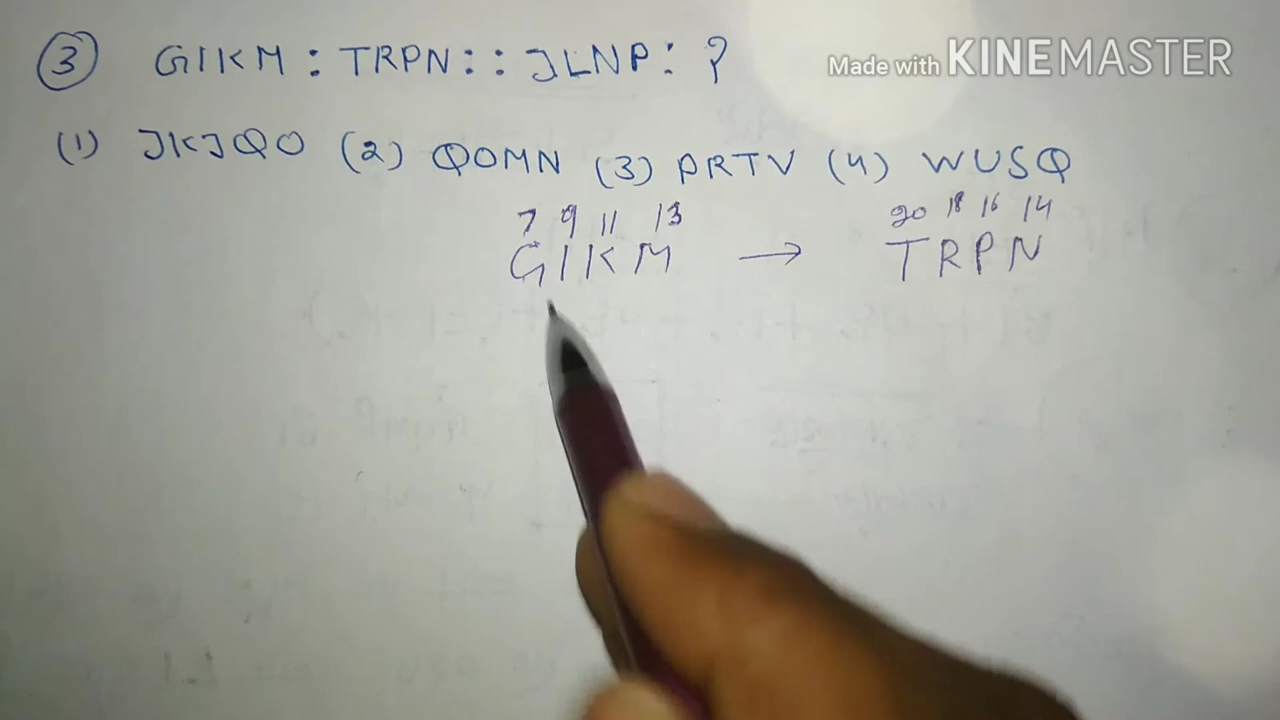 ③ GIKM : TRPN : : JLNP : ?
Made with KINEMASTER
(1) JKJQO (2) QOMN (3) PRTV (4) WUSQ
7 9 11 13 20 18 16 14
GIKM → TRPN